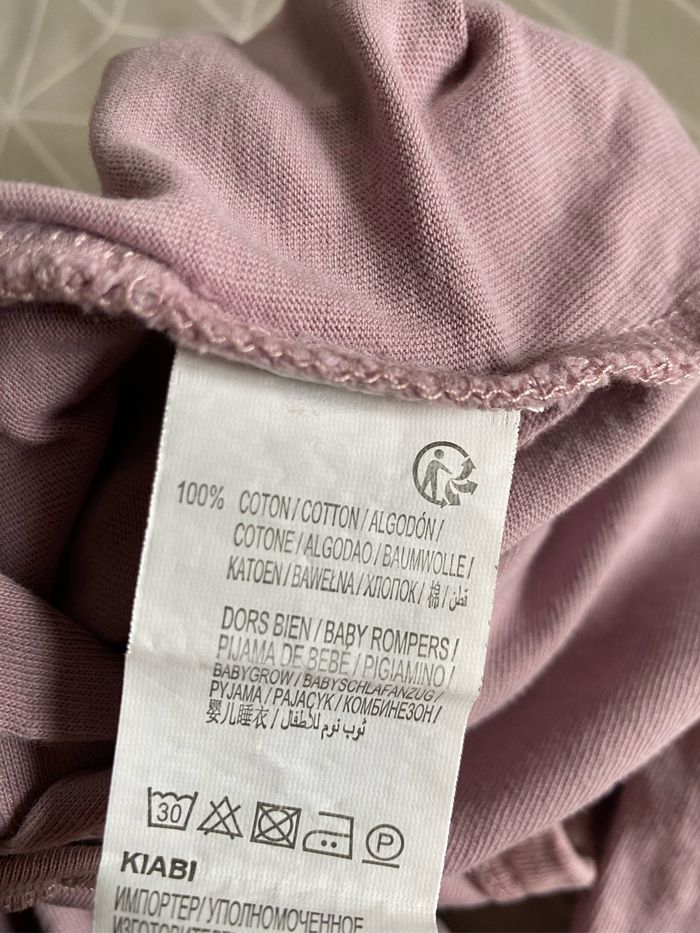 100% COTON / COTTON / ALGODÓN /
COTONE / ALGODAO / BAUMWOLLE /
KATOEN / BAWEŁNA / ХЛОПОК / 棉 / قطن
DORS BIEN / BABY ROMPERS /
PIJAMA DE BEBÉ / PIGIAMINO /
BABYGROW / BABYSCHLAFANZUG /
PYJAMA / PAJACYK / КОМБИНЕЗОН /
婴儿睡衣 / ثوب نوم للأطفال /
30 P
KIABI
ИМПОРТЕР/ УПОЛНОМОЧЕННОЕ
ИЗГОТОВИТЕЛЕМ